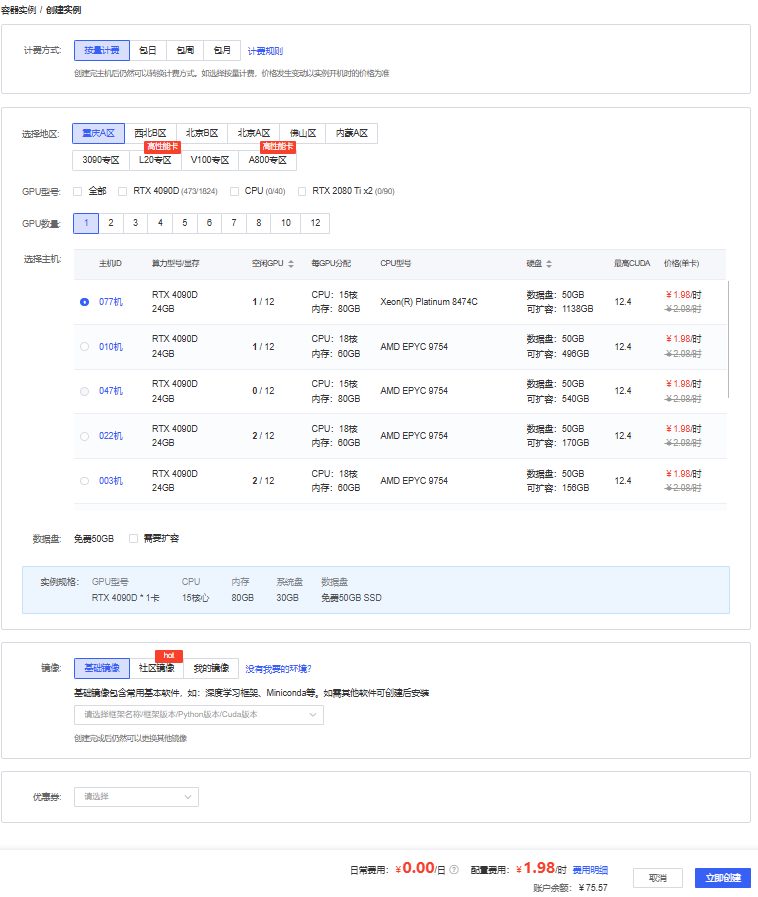 容器实例 / 创建实例
计费方式: 按量计费 包日 包周 包月 计费规则
创建完主机后仍然可以转换计费方式。如选择按量计费，价格发生变动以实例开机时的价格为准
选择地区: 重庆A区 西北B区 北京B区 北京A区 佛山区 内蒙A区
高性能卡 高性能卡
3090专区 L20专区 V100专区 A800专区
GPU型号: 全部 RTX 4090D (473/1824) CPU (0/40) RTX 2080 Ti x2 (0/90)
GPU数量: 1 2 3 4 5 6 7 8 10 12
选择主机: 主机ID 算力型号/显存 空闲GPU 每GPU分配 CPU型号 硬盘 最高CUDA 价格(单卡)
077机 RTX 4090D 24GB 1 / 12 CPU: 15核 内存: 80GB Xeon(R) Platinum 8474C 数据盘: 50GB 可扩容: 1138GB 12.4 ￥1.98/时 ￥2.08/时
010机 RTX 4090D 24GB 1 / 12 CPU: 18核 内存: 60GB AMD EPYC 9754 数据盘: 50GB 可扩容: 496GB 12.4 ￥1.98/时 ￥2.08/时
047机 RTX 4090D 24GB 0 / 12 CPU: 15核 内存: 80GB AMD EPYC 9754 数据盘: 50GB 可扩容: 540GB 12.4 ￥1.98/时 ￥2.08/时
022机 RTX 4090D 24GB 2 / 12 CPU: 18核 内存: 60GB AMD EPYC 9754 数据盘: 50GB 可扩容: 170GB 12.4 ￥1.98/时 ￥2.08/时
003机 RTX 4090D 24GB 2 / 12 CPU: 18核 内存: 60GB AMD EPYC 9754 数据盘: 50GB 可扩容: 156GB 12.4 ￥1.98/时 ￥2.08/时
数据盘: 免费50GB 需要扩容
实例规格: GPU型号 CPU 内存 系统盘 数据盘
RTX 4090D * 1卡 15核心 80GB 30GB 免费50GB SSD
hot
镜像: 基础镜像 社区镜像 我的镜像 没有我要的环境?
基础镜像包含常用基本软件，如：深度学习框架、Miniconda等。如需其他软件可创建后安装
请选择框架名称/框架版本/Python版本/Cuda版本
创建完成后仍然可以更换其他镜像
优惠券: 请选择
日常费用: ￥0.00/日 ? 配置费用: ￥1.98/时 费用明细
账户余额: ￥75.57
取消 立即创建